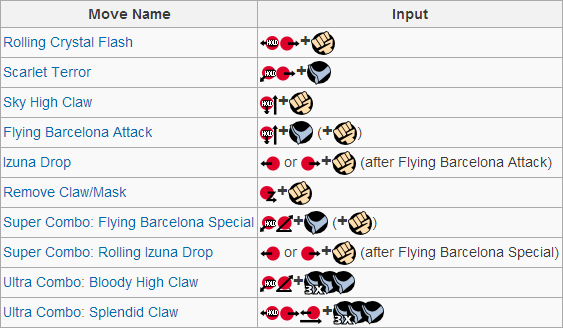 Move Name Input
Rolling Crystal Flash HOLD +
Scarlet Terror +
Sky High Claw HOLD +
Flying Barcelona Attack HOLD + (+)
Izuna Drop or + (after Flying Barcelona Attack)
Remove Claw/Mask +
Super Combo: Flying Barcelona Special HOLD + (+)
Super Combo: Rolling Izuna Drop or + (after Flying Barcelona Special)
Ultra Combo: Bloody High Claw HOLD + 3X
Ultra Combo: Splendid Claw HOLD + 3X